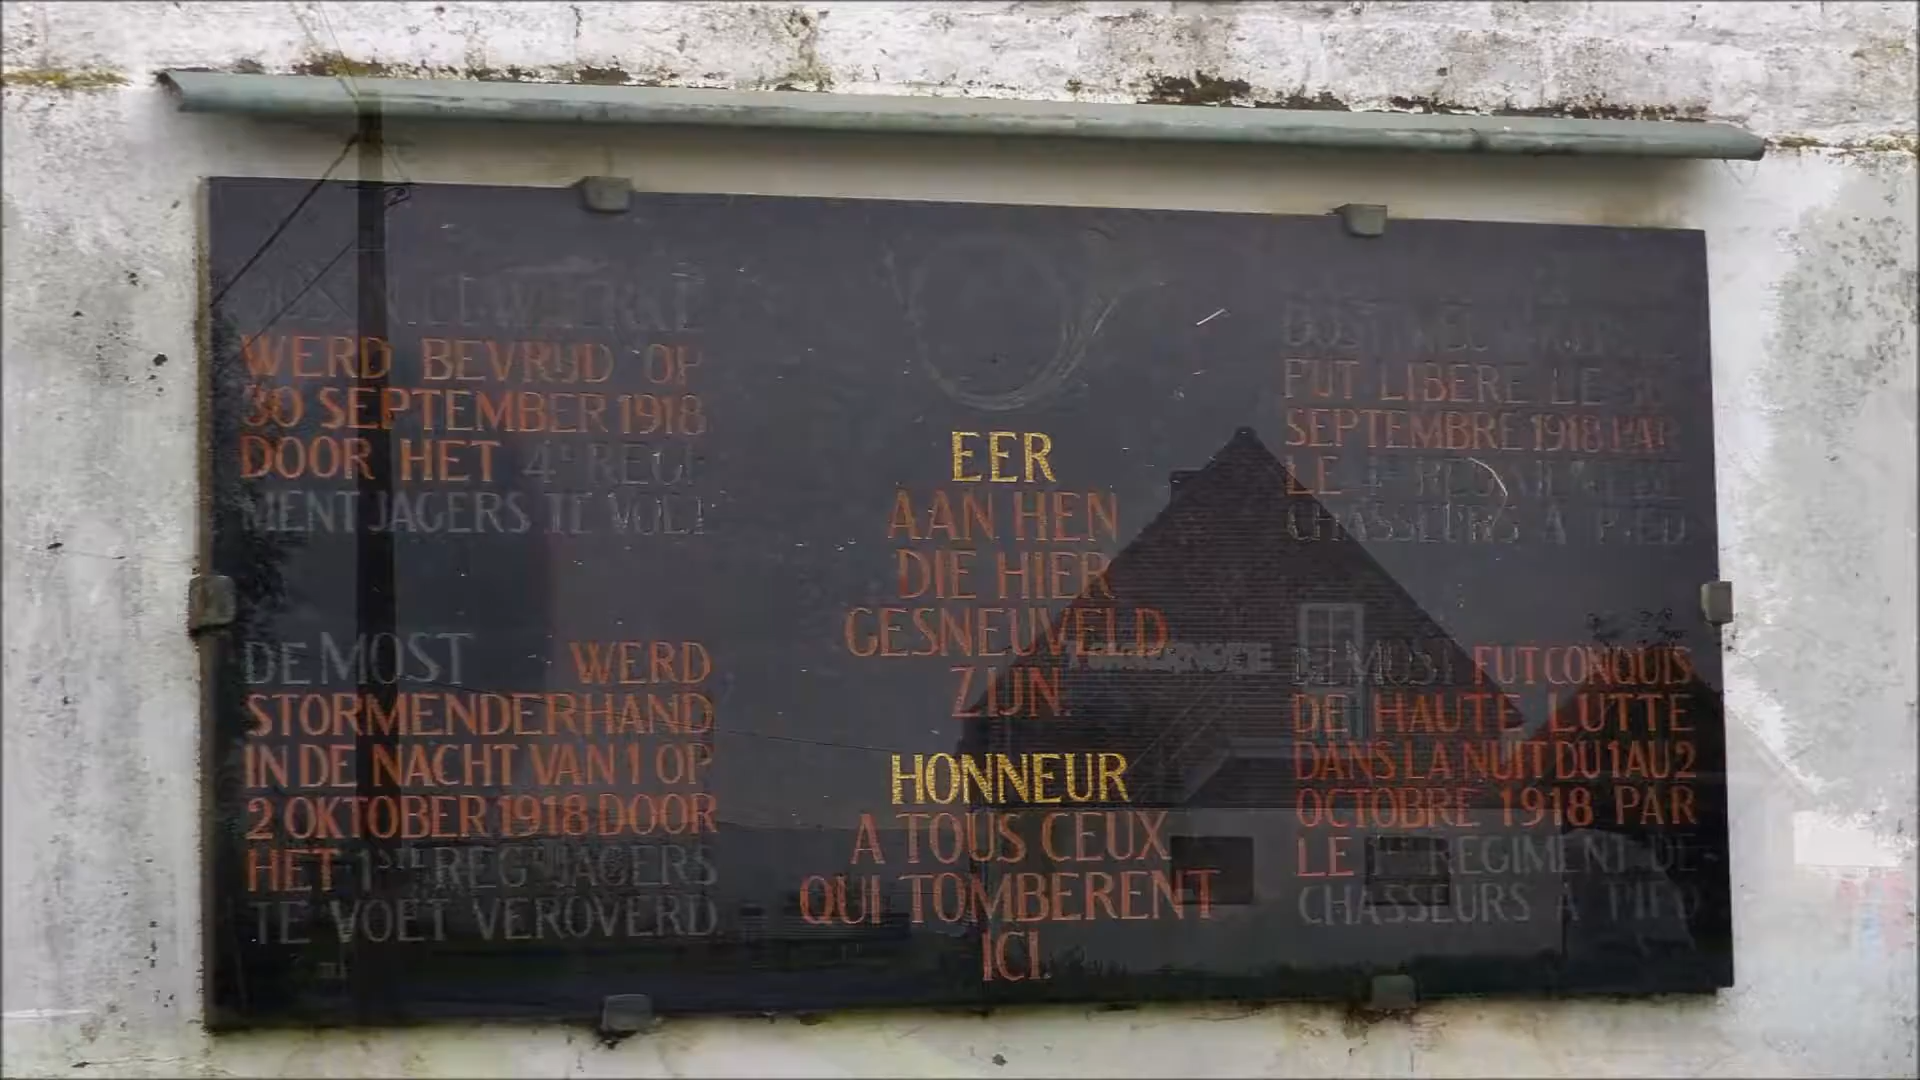 WERD BEVRIJD OP
30 SEPTEMBER 1918
DOOR HET 4E REGI
MENT JAGERS TE VOET
DE MOST WERD
STORMENDERHAND
IN DE NACHT VAN 1 OP
2 OKTOBER 1918 DOOR
HET JAGERS
TE VOET VEROVERD.
EER
AAN HEN
DIE HIER
GESNEUVELD
ZIJN.
HONNEUR
A TOUS CEUX
QUI TOMBERENT
ICI.
FUT LIBERE LE 30
SEPTEMBRE 1918 PAR
LE REGIMENT DE
CHASSEURS A PIED
DE MOST FUT CONQUIS
DE HAUTE LUTTE
DANS LA NUIT DU 1 AU 2
OCTOBRE 1918 PAR
LE REGIMENT DE
CHASSEURS A PIED